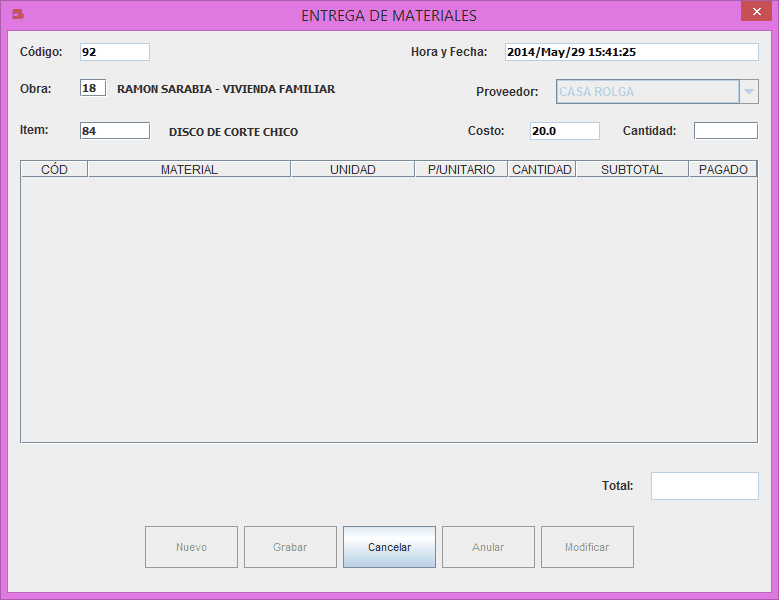 ENTREGA DE MATERIALES
Código: 92 Hora y Fecha: 2014/May/29 15:41:25
Obra: 18 RAMON SARABIA - VIVIENDA FAMILIAR Proveedor: CASA ROLGA
Item: 84 DISCO DE CORTE CHICO Costo: 20.0 Cantidad:
CÓD MATERIAL UNIDAD P/UNITARIO CANTIDAD SUBTOTAL PAGADO
Total:
Nuevo Grabar Cancelar Anular Modificar